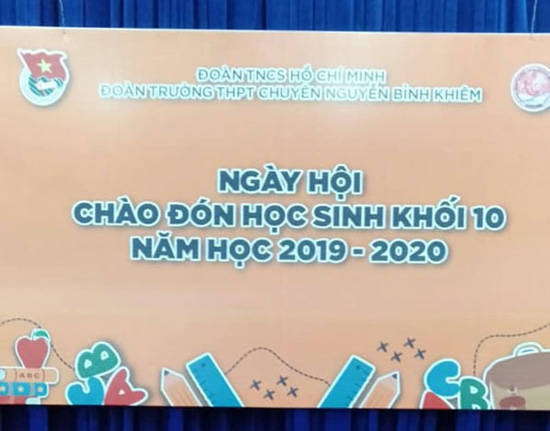 ĐOÀN TNCS HỒ CHÍ MINH
ĐOÀN TRƯỜNG THPT CHUYÊN NGUYỄN BỈNH KHIÊM
NGÀY HỘI
CHÀO ĐÓN HỌC SINH KHỐI 10
NĂM HỌC 2019 - 2020
ABC